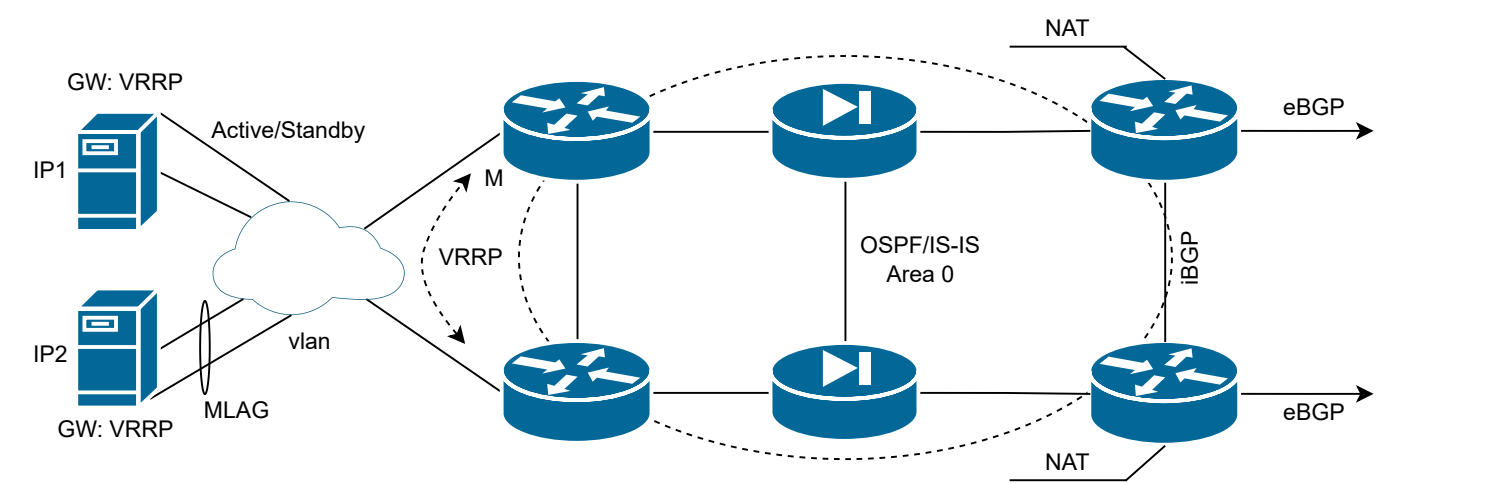 NAT
GW: VRRP
eBGP
Active/Standby
IP1
M
VRRP
OSPF/IS-IS
Area 0
iBGP
vlan
IP2
MLAG
eBGP
GW: VRRP
NAT